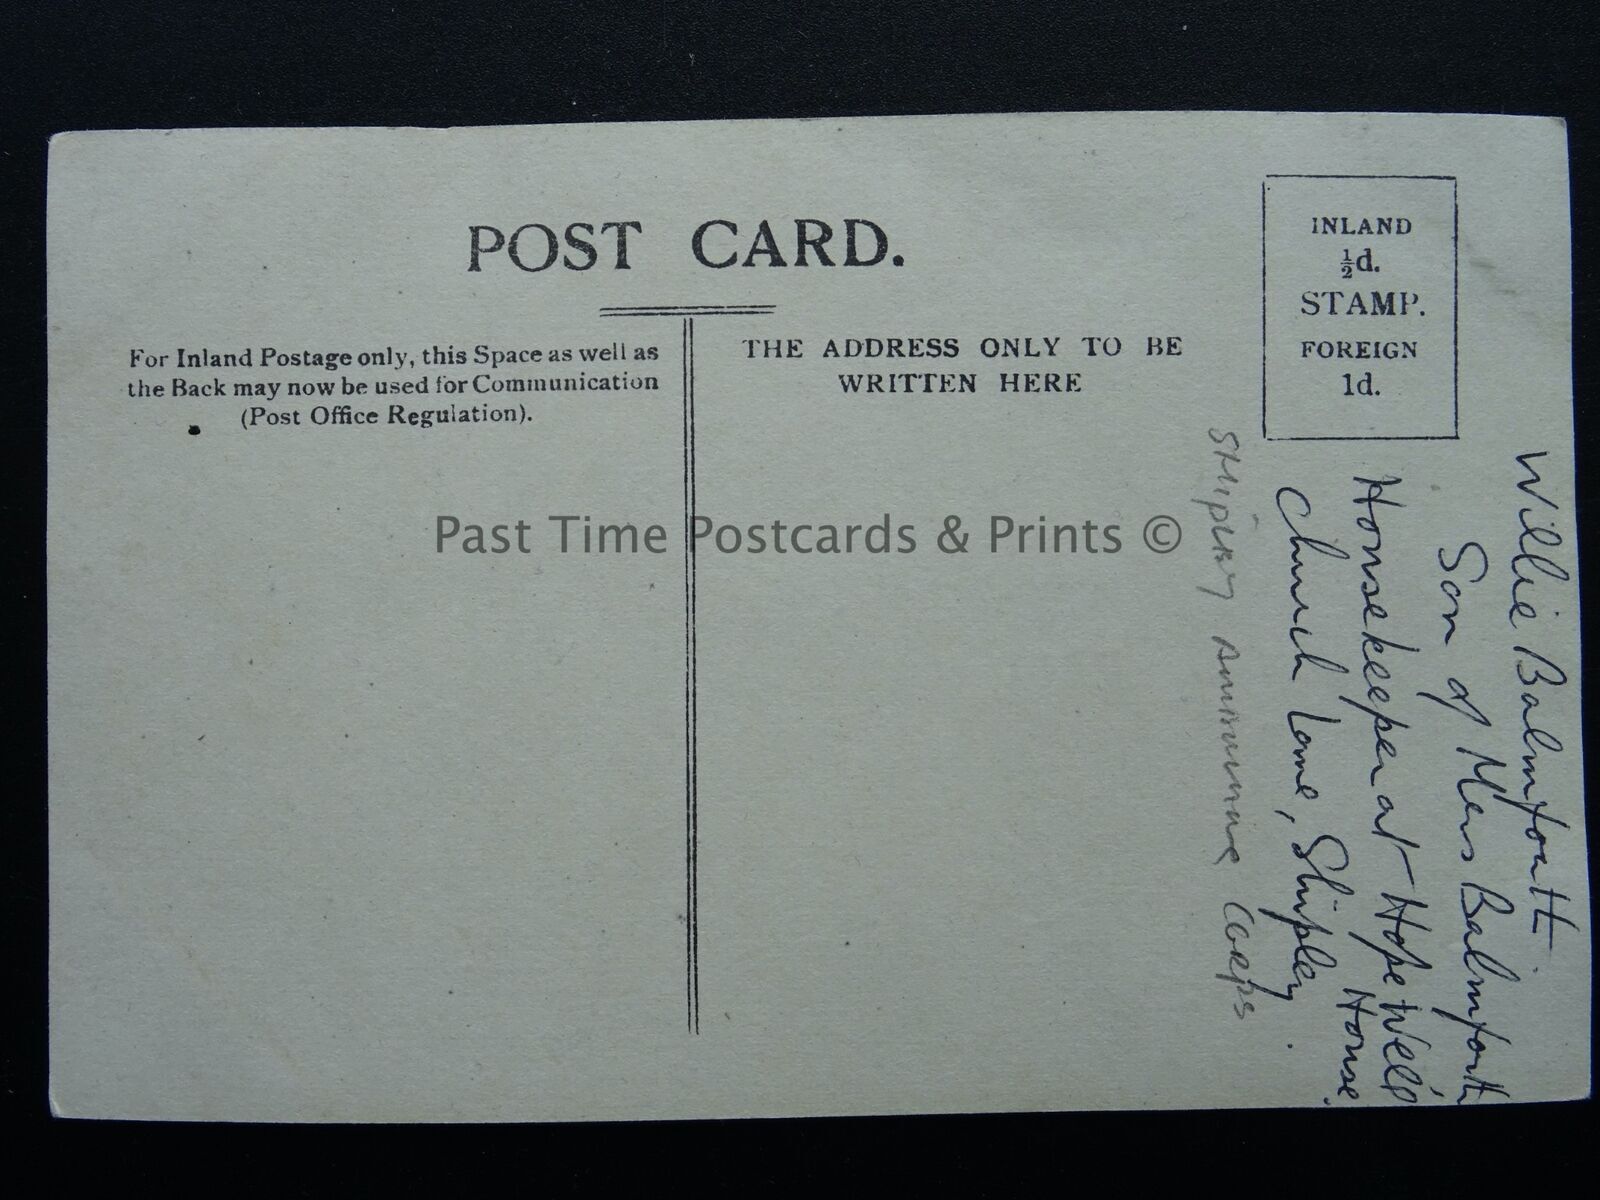 POST CARD.
INLAND
½d.
STAMP.
FOREIGN
1d.
For Inland Postage only, this Space as well as
the Back may now be used for Communication
(Post Office Regulation).
THE ADDRESS ONLY TO BE
WRITTEN HERE
Past Time Postcards & Prints ©
Willie Balmforth
Son of Mrs Balmforth
Housekeeper at Hope Well
House.
Church Lane, Shipley.
Shipley Corps